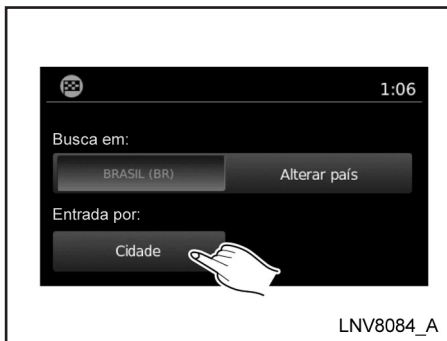 1:06
Busca em:
BRASIL (BR) Alterar país
Entrada por:
Cidade
LNV8084_A